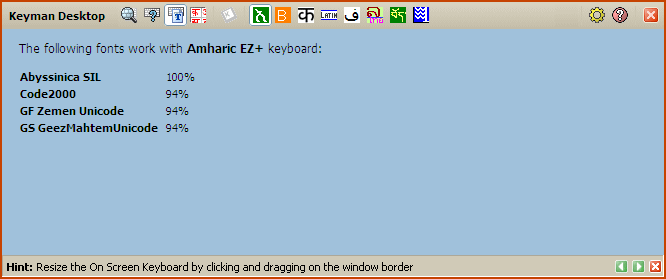 Keyman Desktop
The following fonts work with Amharic EZ+ keyboard:
Abyssinica SIL 100%
Code2000 94%
GF Zemen Unicode 94%
GS GeezMahtemUnicode 94%
Hint: Resize the On Screen Keyboard by clicking and dragging on the window border